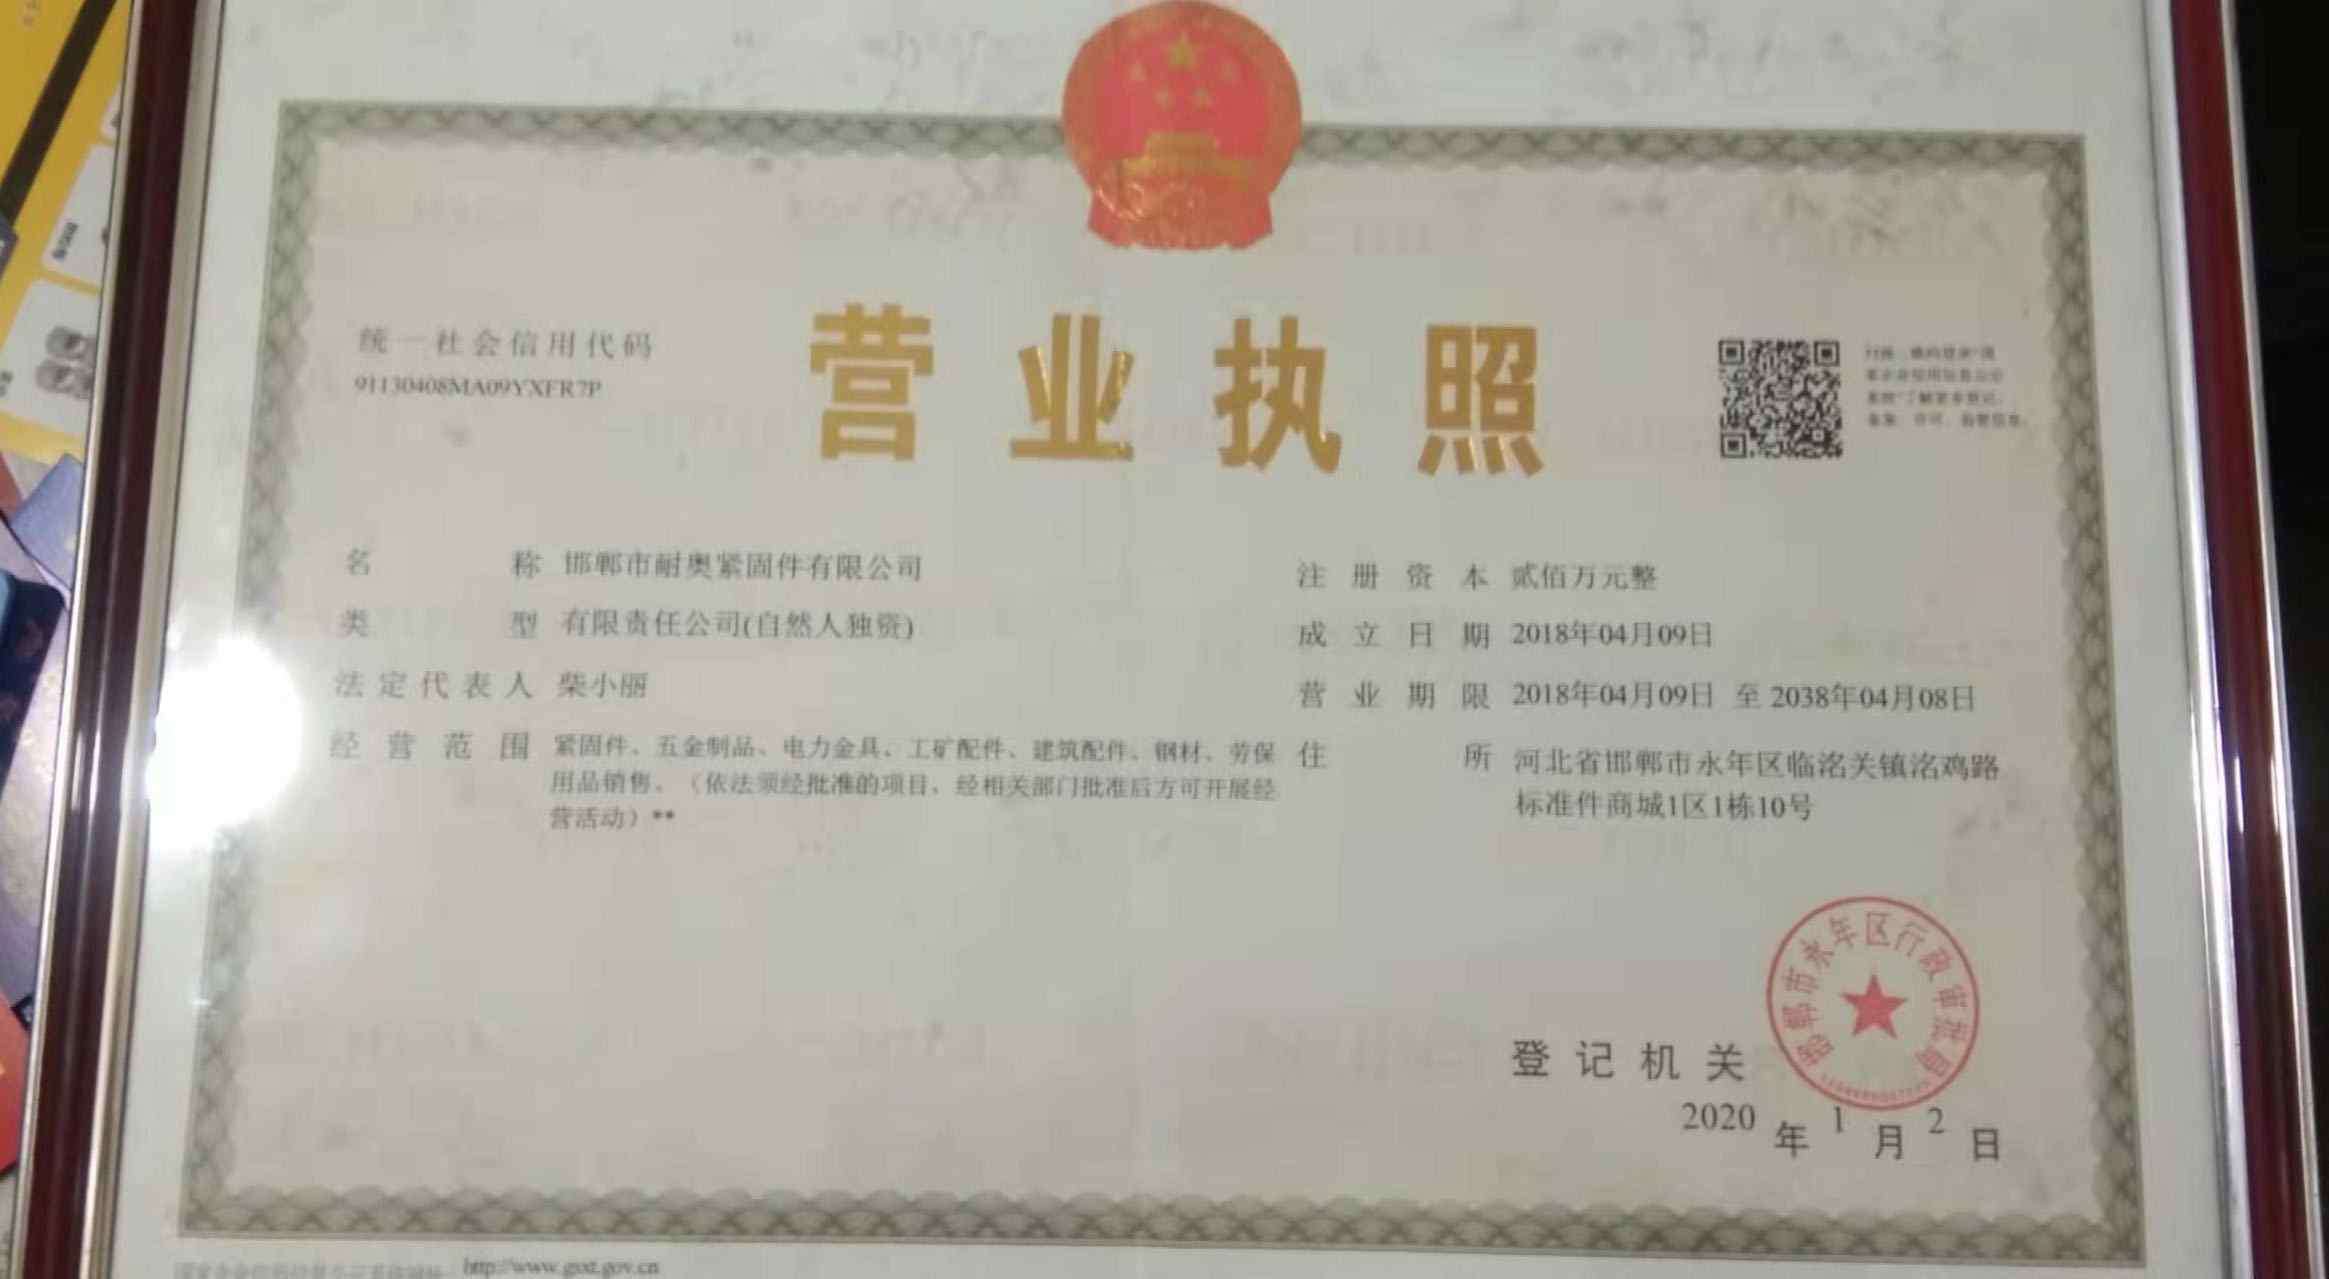 营业执照
统一社会信用代码
91130408MA09YXFR7P
名称 邯郸市耐奥紧固件有限公司
类型 有限责任公司(自然人独资)
法定代表人 柴小丽
经营范围 紧固件、五金制品、电力金具、工矿配件、建筑配件、钢材、劳保
用品销售。（依法须经批准的项目，经相关部门批准后方可开展经
营活动）**
注册资本 贰佰万元整
成立日期 2018年04月09日
营业期限 2018年04月09日 至 2038年04月08日
住所 河北省邯郸市永年区临洺关镇洺鸡路
标准件商城1区1栋10号
邯郸市永年区行政审批局
登记机关
2020年1月2日
http://www.gsxt.gov.cn